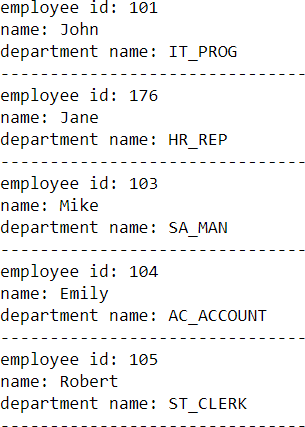 employee id: 101
name: John
department name: IT_PROG
-------------------------------
employee id: 176
name: Jane
department name: HR_REP
-------------------------------
employee id: 103
name: Mike
department name: SA_MAN
-------------------------------
employee id: 104
name: Emily
department name: AC_ACCOUNT
-------------------------------
employee id: 105
name: Robert
department name: ST_CLERK
-------------------------------